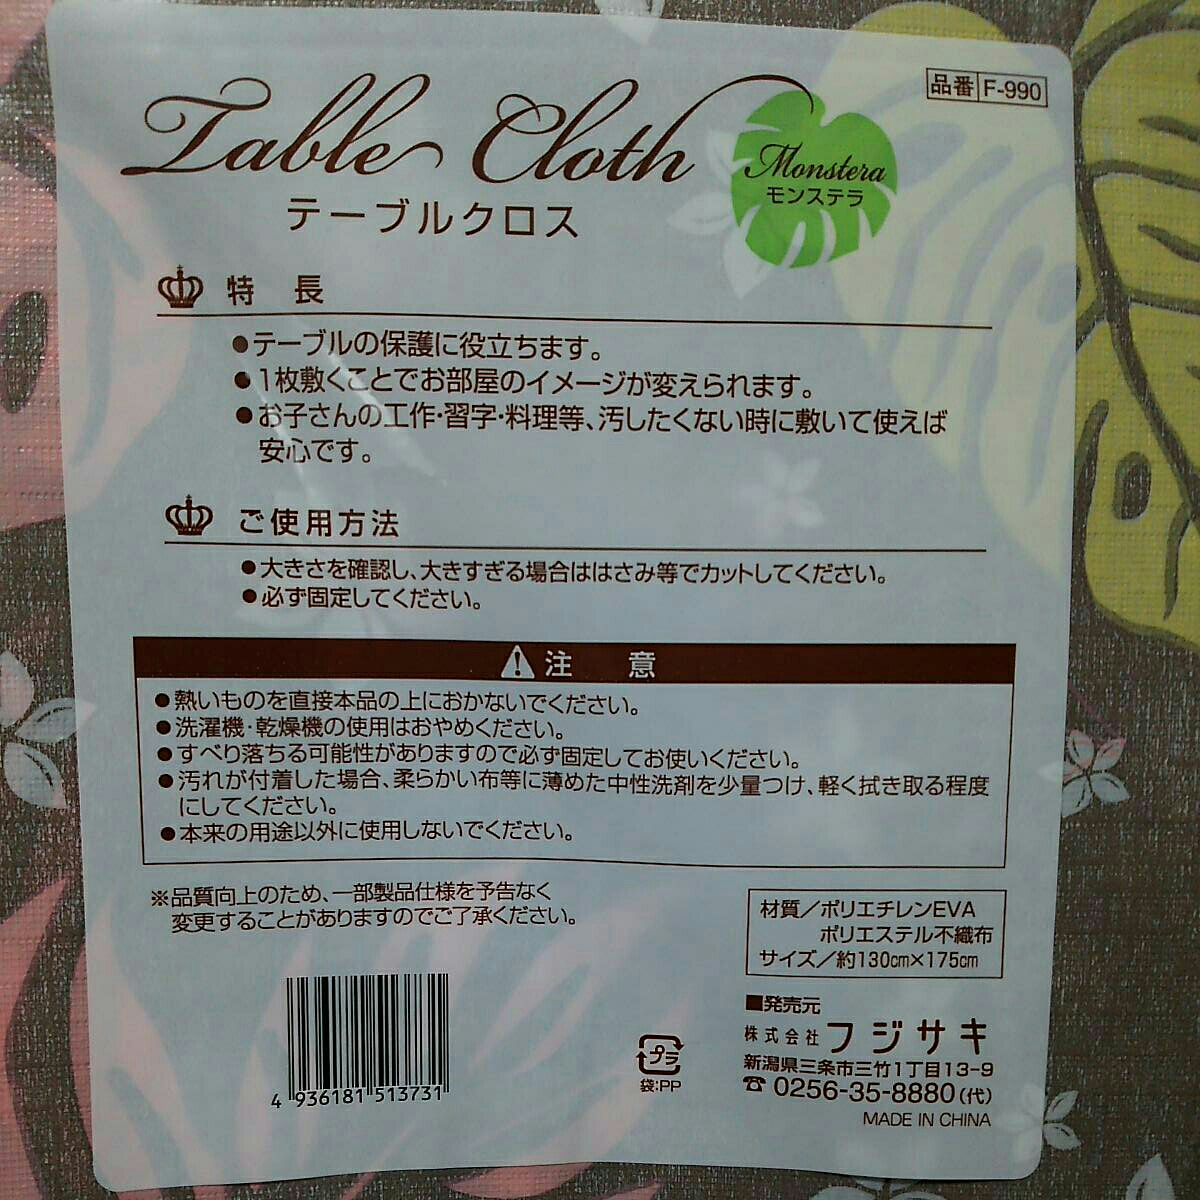 Table Cloth
テーブルクロス
Monstera
モンステラ
品番 F-990
特 長
●テーブルの保護に役立ちます。
●1枚敷くことでお部屋のイメージが変えられます。
●お子さんの工作・習字・料理等、汚したくない時に敷いて使えば
安心です。
ご使用方法
●大きさを確認し、大きすぎる場合ははさみ等でカットしてください。
●必ず固定してください。
注 意
●熱いものを直接本品の上におかないでください。
●洗濯機・乾燥機の使用はおやめください。
●すべり落ちる可能性がありますので必ず固定してお使いください。
●汚れが付着した場合、柔らかい布等に薄めた中性洗剤を少量つけ、軽く拭き取る程度
にしてください。
●本来の用途以外に使用しないでください。
※品質向上のため、一部製品仕様を予告なく
変更することがありますのでご了承ください。
材質／ポリエチレンEVA
ポリエステル不織布
サイズ／約130cm×175cm
■発売元
株式会社フジサキ
新潟県三条市三竹1丁目13-9
☎ 0256-35-8880(代)
MADE IN CHINA
プラ
袋:PP
4 936181 513731